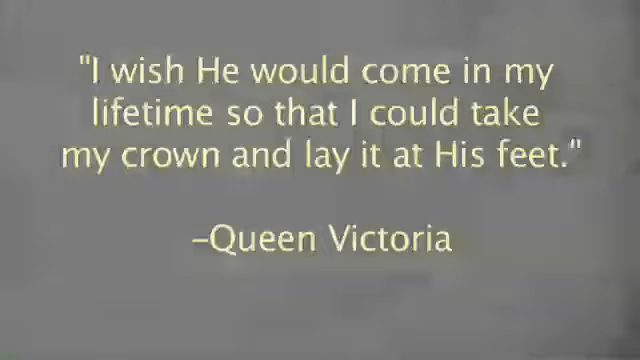 "I wish He would come in my
lifetime so that I could take
my crown and lay it at His feet."
–Queen Victoria